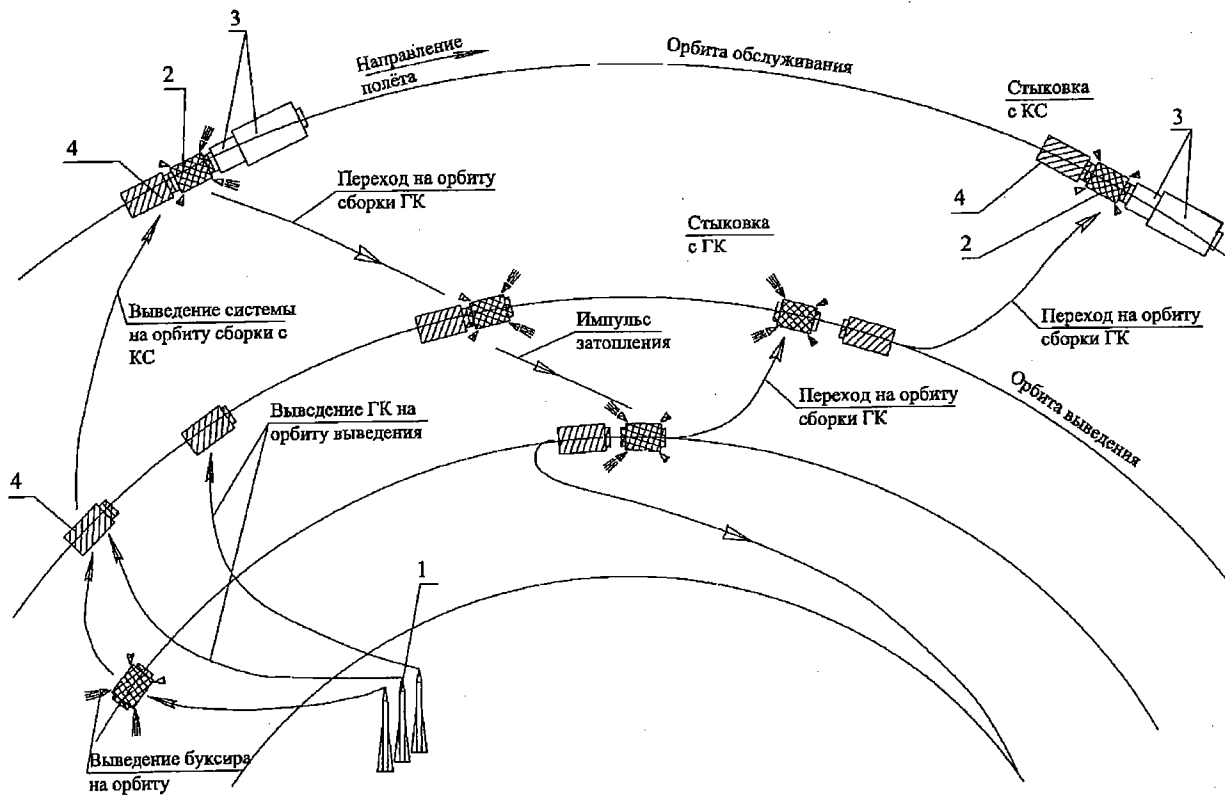 3
Направление
полёта
Орбита обслуживания
2
Стыковка
с КС
3
4
Переход на орбиту
сборки ГК
4
Стыковка
с ГК
2
Выведение системы
на орбиту сборки с
КС
Импульс
затопления
Переход на орбиту
сборки ГК
Выведение ГК на
орбиту выведения
Переход на орбиту
сборки ГК
Орбита выведения
4
1
Выведение буксира
на орбиту